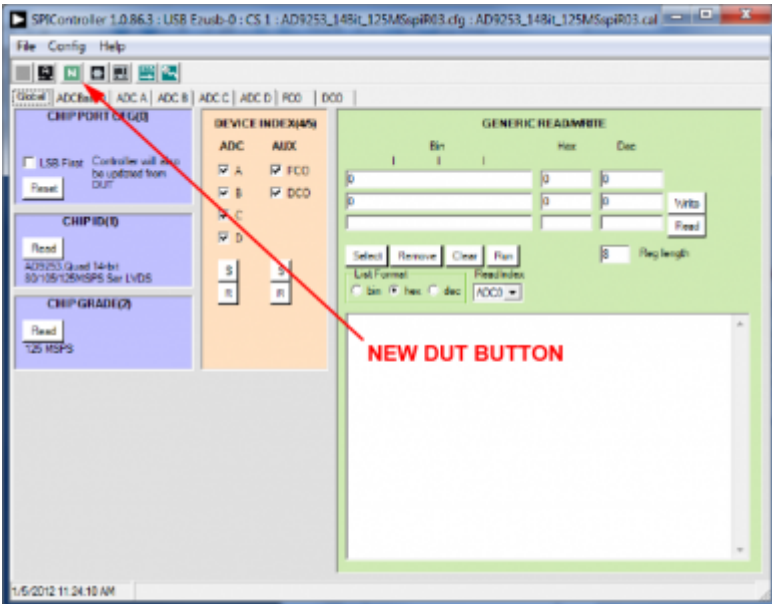 SPIController 1.0.86.3 : USB Ezusb-0 : CS 1 : AD9253_14Bit_125MSspiR03.cfg : AD9253_14Bit_125MSspiR03.cal
File Config Help
N
Global ADCBase 0 ADC A ADC B ADC C ADC D FCO DCO
CHIP PORT CFG(0)
LSB First
Controller will also
be updated from
DUT
Reset
CHIP ID(1)
Read
AD9253 Quad 14-bit
80/105/125MSPS Ser LVDS
CHIP GRADE(2)
Read
125 MSPS
DEVICE INDEX(4/5)
ADC AUX
A FCO
B DCO
C
D
S S
R R
GENERIC READ/WRITE
Bin Hex Dec
0 0 0
0 0 0 Write
Read
Select Remove Clear Run 8 Reg length
List Format Read Index
bin hex dec ADC0
NEW DUT BUTTON
1/5/2012 11:24:10 AM